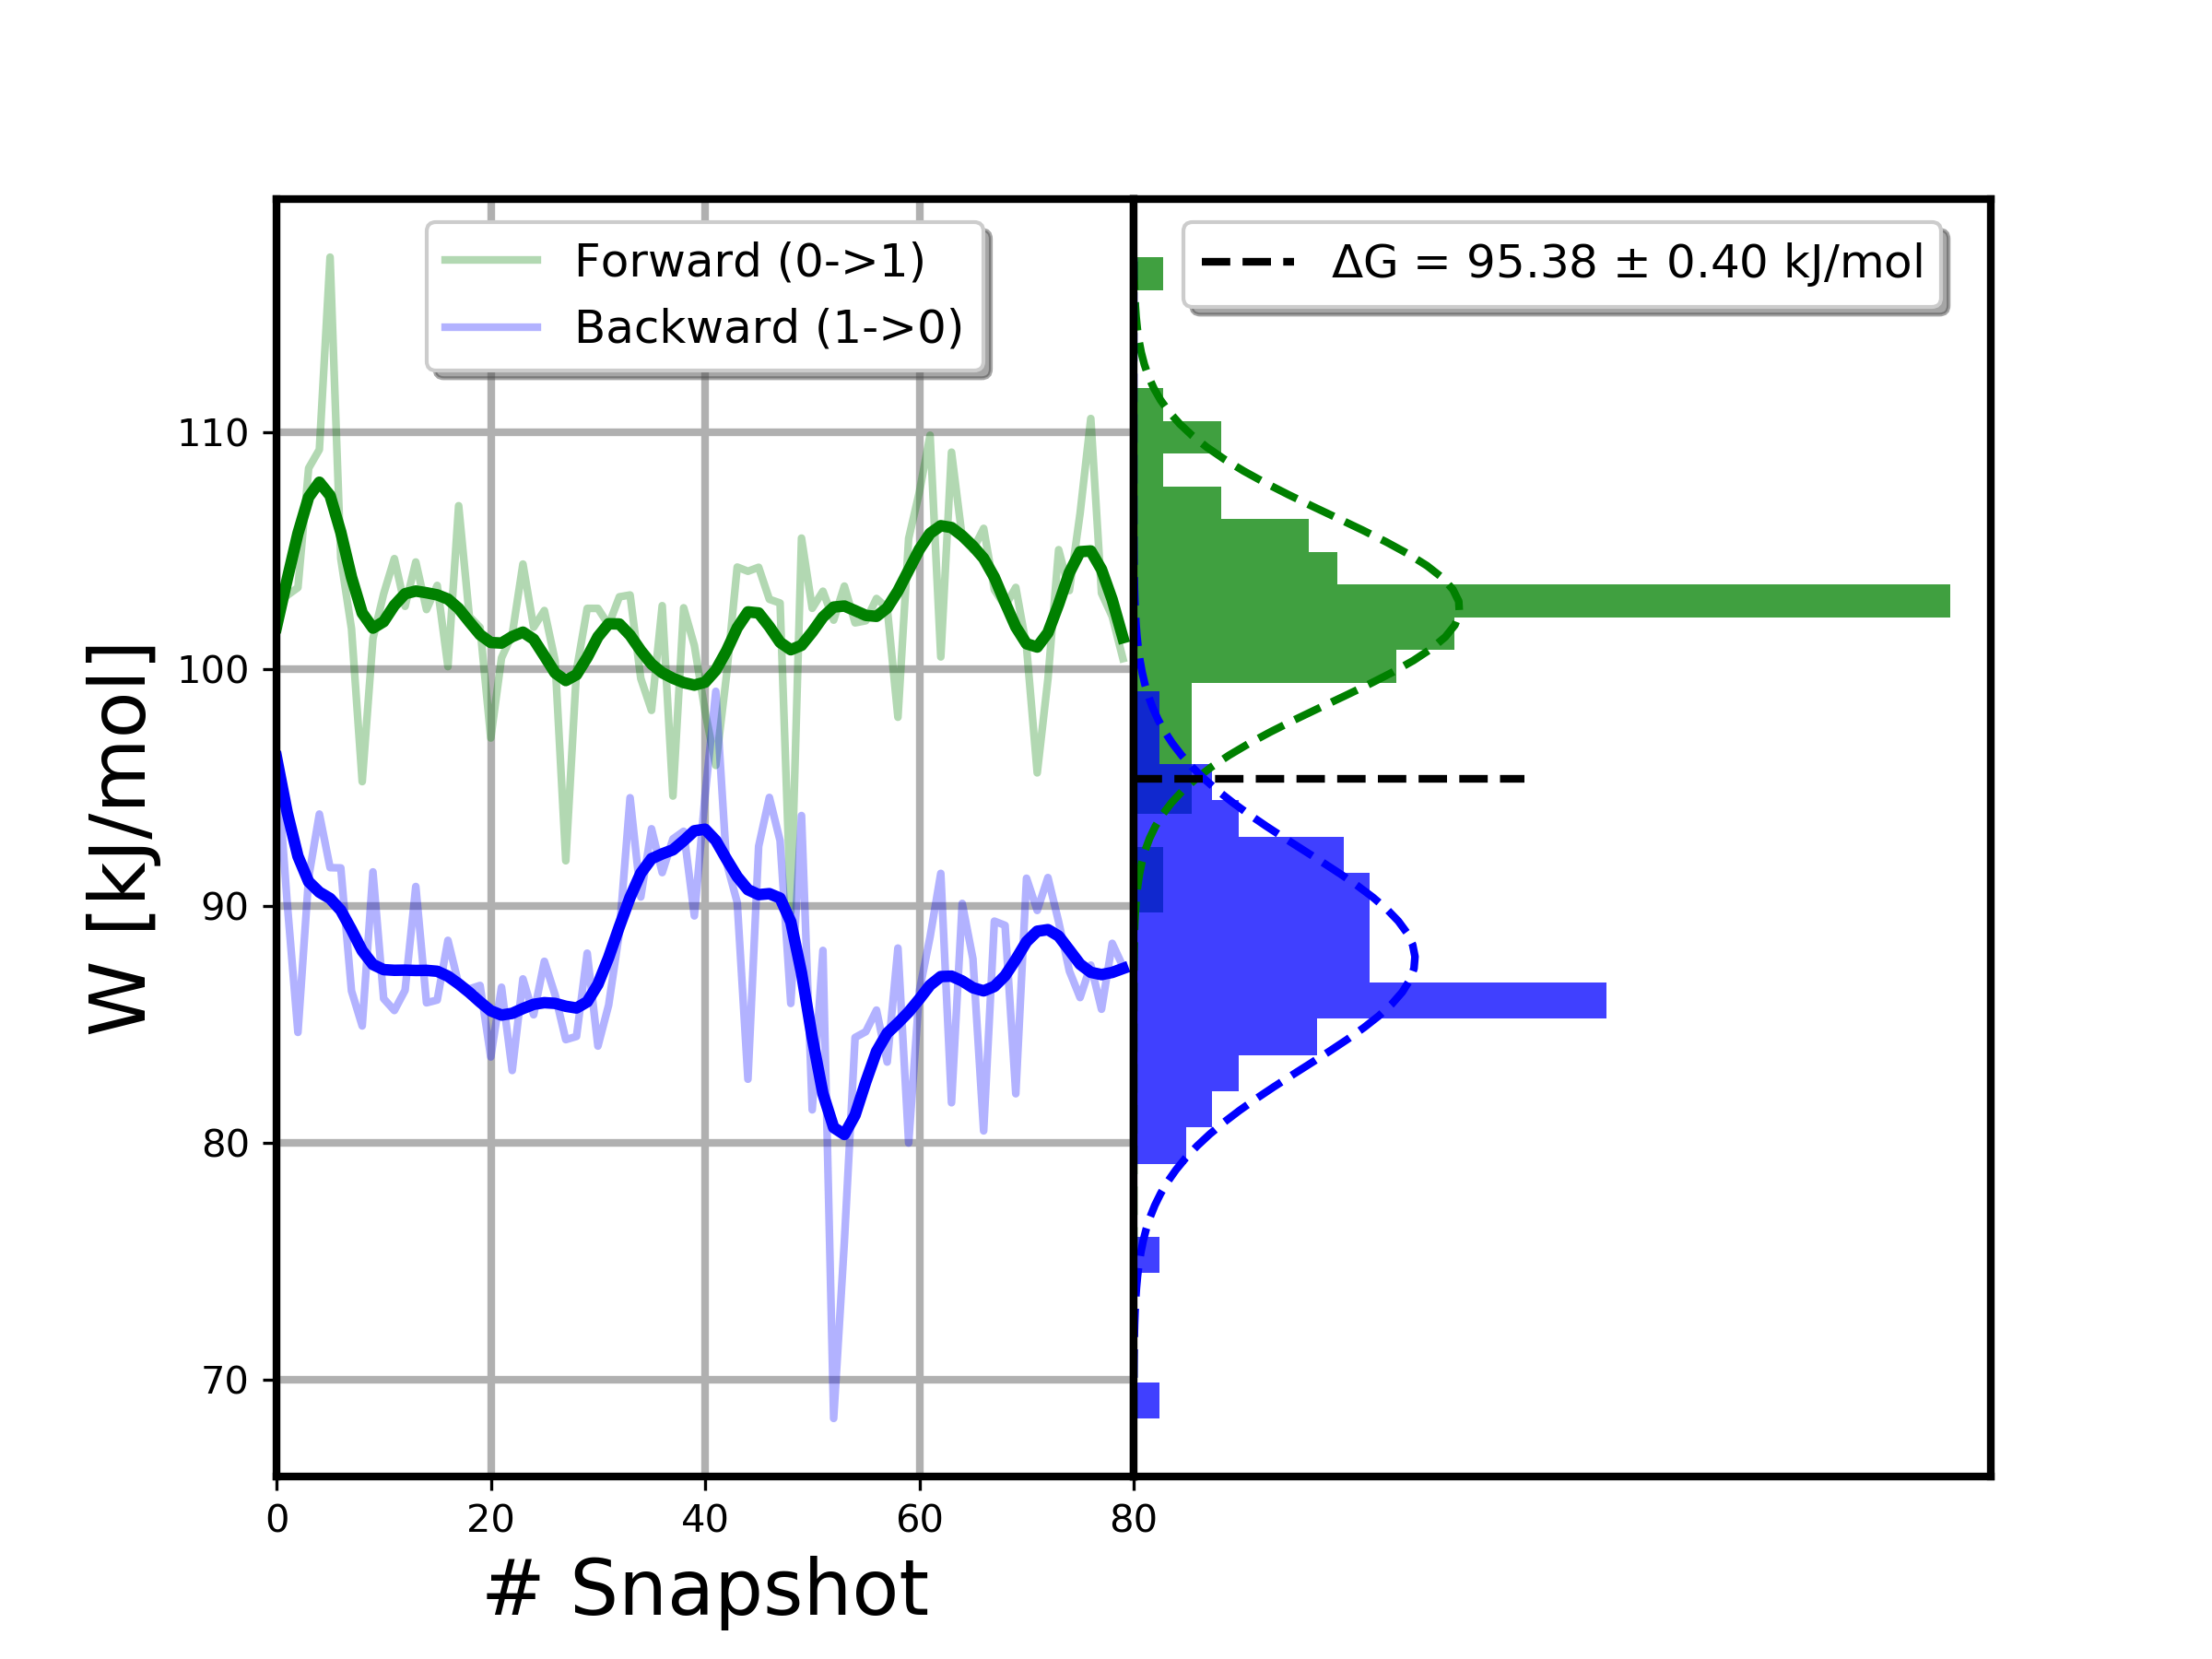 Forward (0->1)
Backward (1->0)
ΔG = 95.38 ± 0.40 kJ/mol
W [kJ/mol]
110
100
90
80
70
0 20 40 60 80
# Snapshot